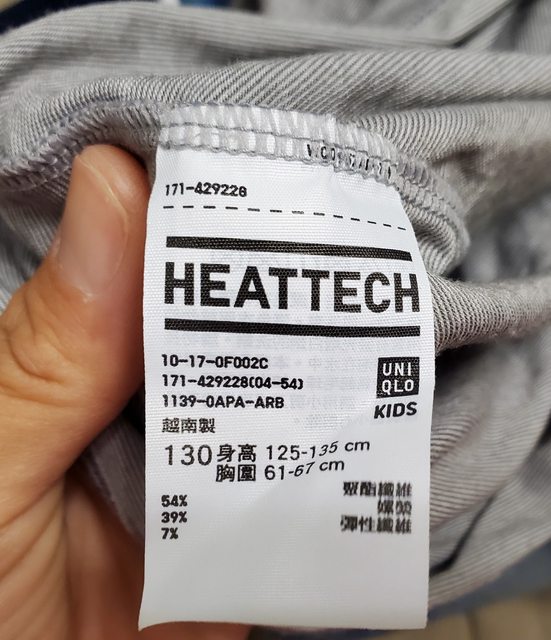 171-429228
HEATTECH
10-17-0F002C
171-429228(04-54)
1139-0APA-ARB
UNI
QLO
KIDS
越南製
130 身高 125-135 cm
胸圍 61-67 cm
54% 聚酯纖維
39% 嫘縈
7% 彈性纖維